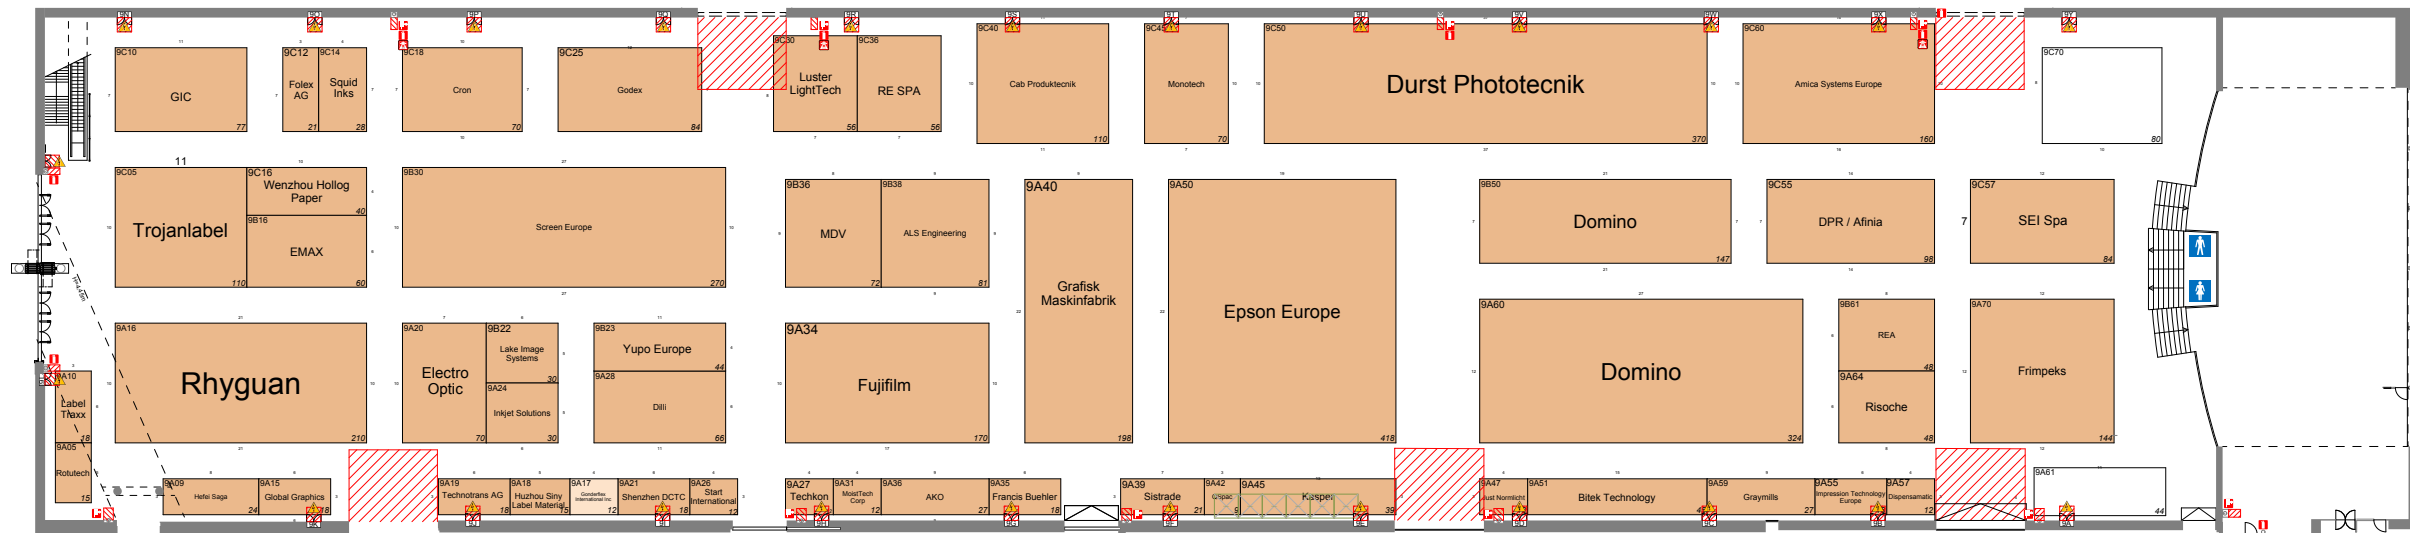 9C10
GIC
77
9C12
Folex
AG
21
9C14
Squid
Inks
28
9C18
Cron
70
9C25
Godex
84
9C30
Luster
LightTech
56
9C36
RE SPA
56
9C40
Cab Produktecnik
110
9C45
Monotech
70
9C50
Durst Phototecnik
370
9C60
Amica Systems Europe
160
9C70
80
11
9C05
Trojanlabel
110
9C16
Wenzhou Hollog
Paper
40
9B16
EMAX
60
9B30
Screen Europe
270
9B36
MDV
72
9B38
ALS Engineering
81
9A40
Grafisk
Maskinfabrik
198
9A50
Epson Europe
418
9B50
Domino
147
9C55
DPR / Afinia
98
7
9C57
SEI Spa
84
9A16
Rhyguan
210
9A20
Electro
Optic
70
9B22
Lake Image
Systems
30
9A24
Inkjet Solutions
30
9B23
Yupo Europe
44
9A28
Dilli
66
9A34
Fujifilm
170
9A60
Domino
324
9B61
REA
48
9A64
Risoche
48
9A70
Frimpeks
144
9A10
Label
Traxx
18
9A05
Rotutech
15
9A09
Hefei Saga
24
9A15
Global Graphics
18
9A19
Technotrans AG
18
9A18
Huzhou Siny
Label Material
15
9A17
Gonderflex
International Inc
12
9A21
Shenzhen DCTC
18
9A26
Start
International
12
9A27
Techkon
9A31
MoistTech
Corp
12
9A36
AKO
27
9A35
Francis Buehler
18
9A39
Sistrade
21
9A42
9
9A45
Kasper
39
9A47
Just Normlicht
9A51
Bitek Technology
9A59
Graymills
27
9A55
Impression Technology
Europe
9A57
Dispensamatic
12
9A61
44